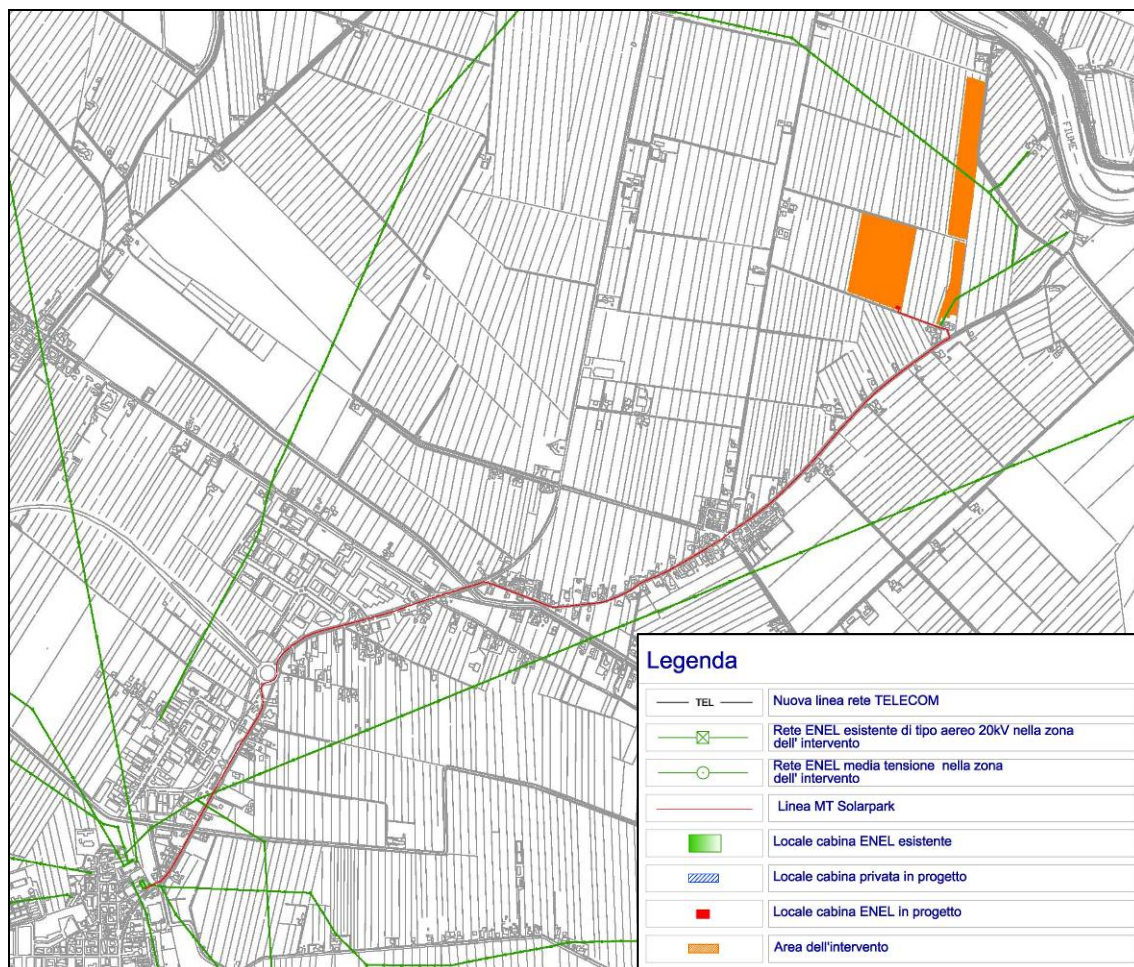 FIUME
Legenda
TEL
Nuova linea rete TELECOM
Rete ENEL esistente di tipo aereo 20kV nella zona
dell' intervento
Rete ENEL media tensione nella zona
dell' intervento
Linea MT Solarpark
Locale cabina ENEL esistente
Locale cabina privata in progetto
Locale cabina ENEL in progetto
Area dell'intervento